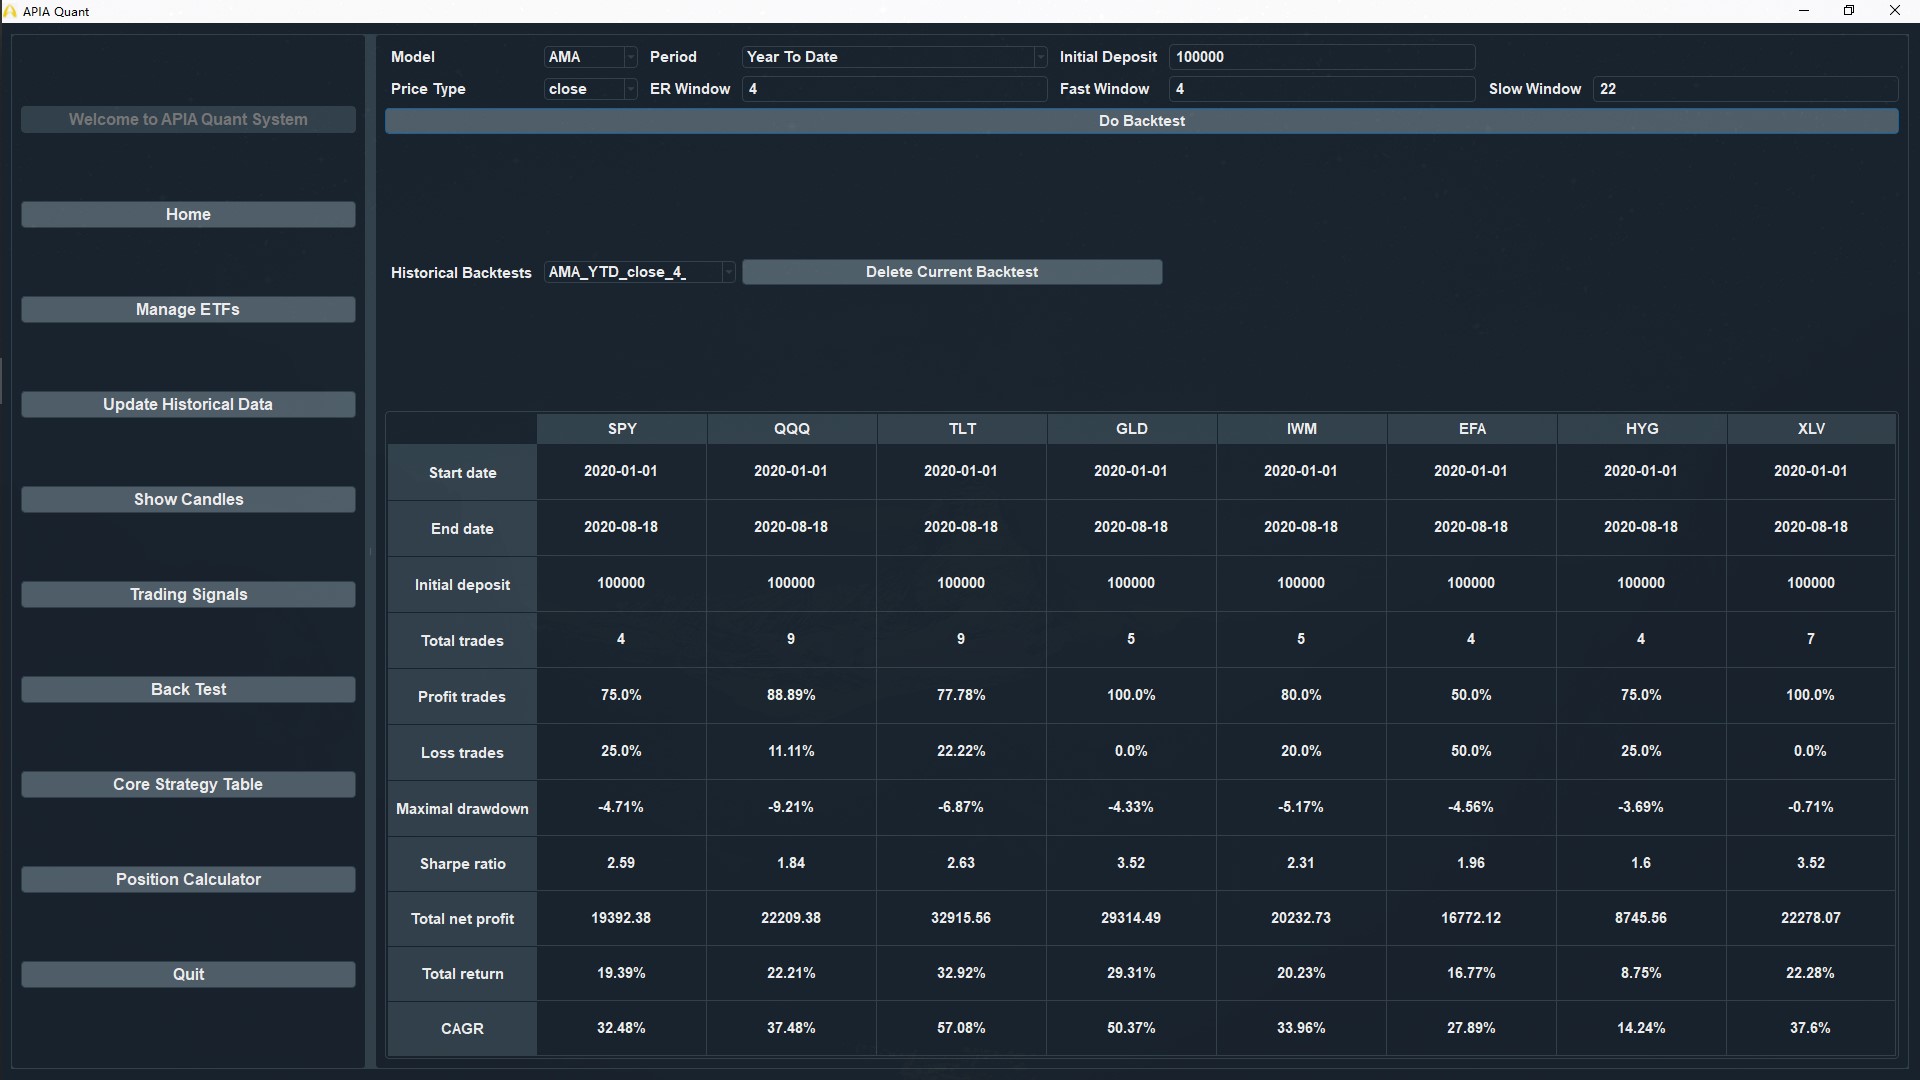 APIA Quant
Welcome to APIA Quant System
Home
Manage ETFs
Update Historical Data
Show Candles
Trading Signals
Back Test
Core Strategy Table
Position Calculator
Quit
Model AMA Period Year To Date Initial Deposit 100000
Price Type close ER Window 4 Fast Window 4 Slow Window 22
Do Backtest
Historical Backtests AMA_YTD_close_4_ Delete Current Backtest
SPY QQQ TLT GLD IWM EFA HYG XLV
Start date 2020-01-01 2020-01-01 2020-01-01 2020-01-01 2020-01-01 2020-01-01 2020-01-01 2020-01-01
End date 2020-08-18 2020-08-18 2020-08-18 2020-08-18 2020-08-18 2020-08-18 2020-08-18 2020-08-18
Initial deposit 100000 100000 100000 100000 100000 100000 100000 100000
Total trades 4 9 9 5 5 4 4 7
Profit trades 75.0% 88.89% 77.78% 100.0% 80.0% 50.0% 75.0% 100.0%
Loss trades 25.0% 11.11% 22.22% 0.0% 20.0% 50.0% 25.0% 0.0%
Maximal drawdown -4.71% -9.21% -6.87% -4.33% -5.17% -4.56% -3.69% -0.71%
Sharpe ratio 2.59 1.84 2.63 3.52 2.31 1.96 1.6 3.52
Total net profit 19392.38 22209.38 32915.56 29314.49 20232.73 16772.12 8745.56 22278.07
Total return 19.39% 22.21% 32.92% 29.31% 20.23% 16.77% 8.75% 22.28%
CAGR 32.48% 37.48% 57.08% 50.37% 33.96% 27.89% 14.24% 37.6%